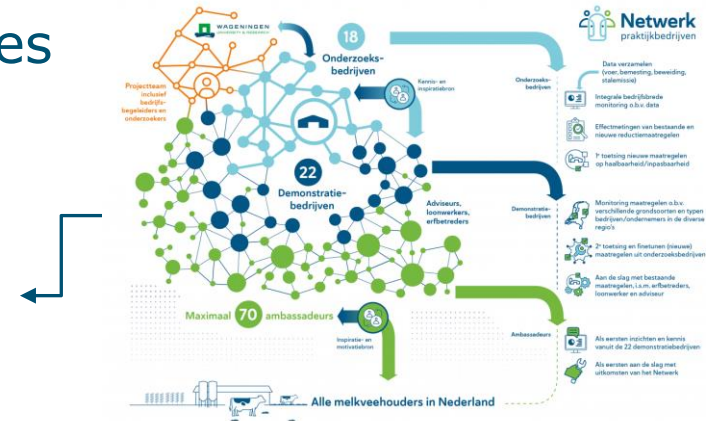 es
WAGENINGEN
UNIVERSITY & RESEARCH
18
Onderzoeks-
bedrijven
Netwerk
praktijkbedrijven
Projectteam
inclusief
bedrijfs-
begeleiders en
onderzoekers
Kennis- en
inspiratiebron
Onderzoeks-
bedrijven
Data verzamelen
(voer, bemesting, beweiding,
stalemissie)
Integrale bedrijfsbrede
monitoring o.b.v. data
Effectmetingen van bestaande en
nieuwe reductiemaatregelen
1e toetsing nieuwe maatregelen
op haalbaarheid/inpasbaarheid
22
Demonstratie-
bedrijven
Adviseurs,
loonwerkers,
erfbetreders
Demonstratie-
bedrijven
Monitoring maatregelen o.b.v.
verschillende grondsoorten en typen
bedrijven/ondernemers in de diverse
regio's
2e toetsing en finetunen (nieuwe)
maatregelen uit onderzoeksbedrijven
Aan de slag met bestaande
maatregelen, i.s.m. erfbetreders,
loonwerker en adviseur
Maximaal 70 ambassadeurs
Inspiratie- en
motivatiebron
Ambassadeurs
Als eersten inzichten en kennis
vanuit de 22 demonstratiebedrijven
Als eersten aan de slag met
uitkomsten van het Netwerk
Alle melkveehouders in Nederland